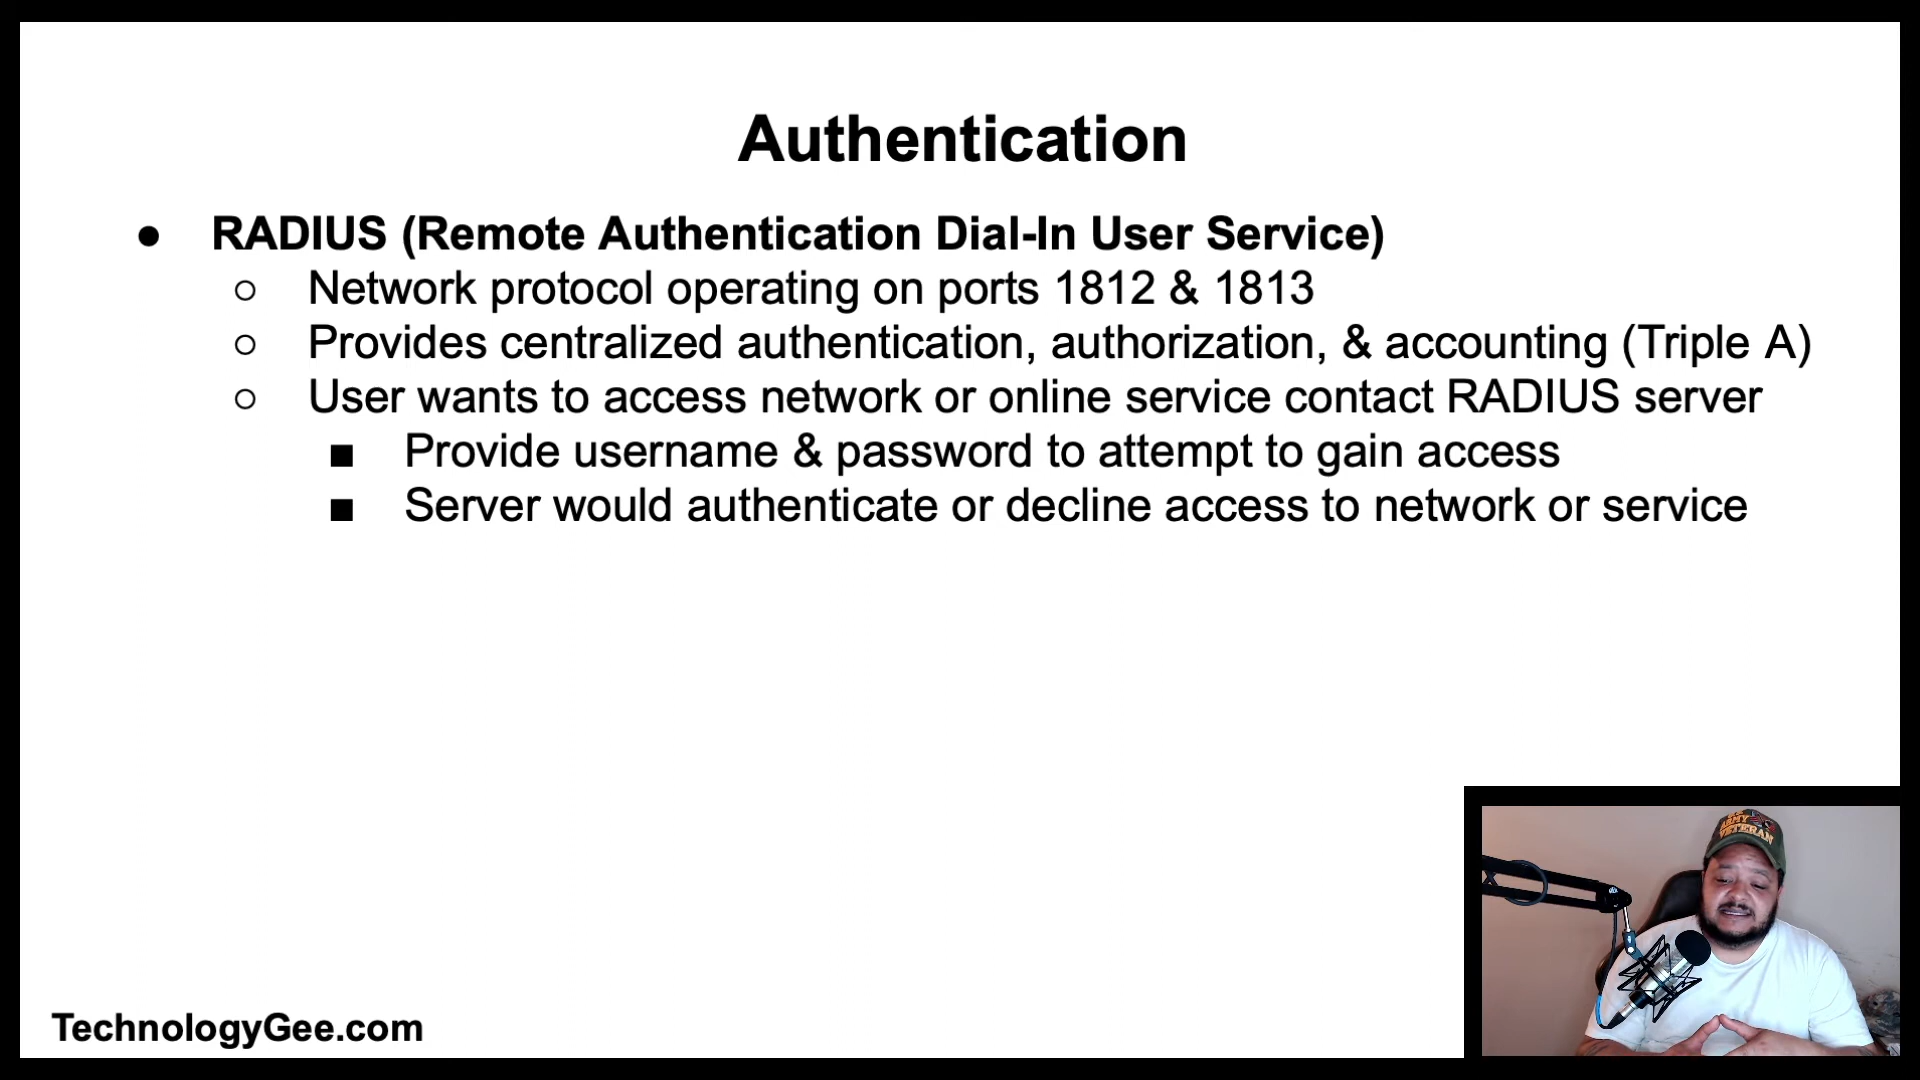 Authentication
● RADIUS (Remote Authentication Dial-In User Service)
○ Network protocol operating on ports 1812 & 1813
○ Provides centralized authentication, authorization, & accounting (Triple A)
○ User wants to access network or online service contact RADIUS server
■ Provide username & password to attempt to gain access
■ Server would authenticate or decline access to network or service
ARMY
VETERAN
TechnologyGee.com